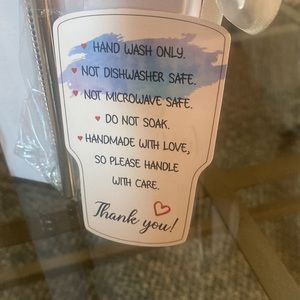 HAND WASH ONLY.
NOT DISHWASHER SAFE.
NOT MICROWAVE SAFE.
DO NOT SOAK.
HANDMADE WITH LOVE,
SO PLEASE HANDLE
WITH CARE.
Thank you!